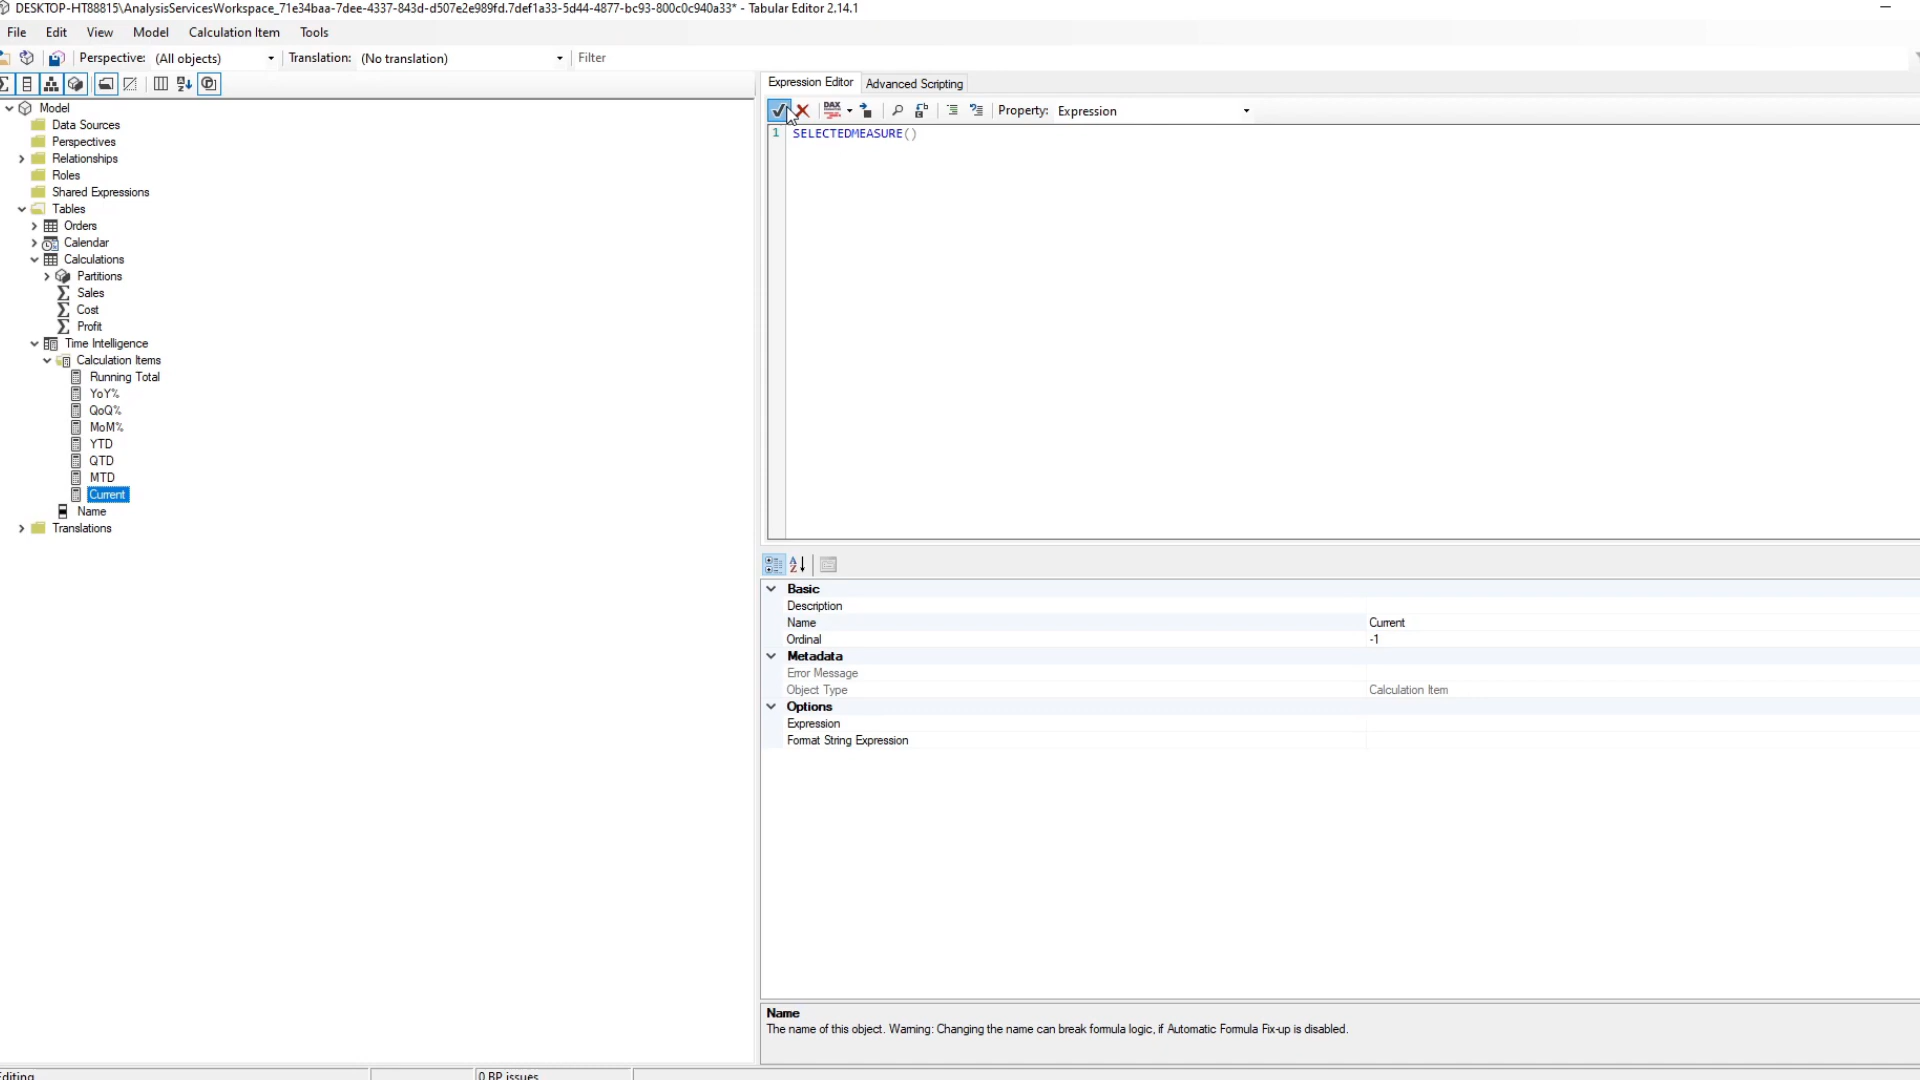 DESKTOP-HT88815\AnalysisServicesWorkspace_71e34baa-7dee-4337-843d-d507e2e989fd.7def1a33-5d44-4877-bc93-800c0c940a33* - Tabular Editor 2.14.1
File Edit View Model Calculation Item Tools
Perspective: (All objects) Translation: (No translation) Filter
Expression Editor Advanced Scripting
DAX Property: Expression
1 SELECTEDMEASURE()
Model
Data Sources
Perspectives
Relationships
Roles
Shared Expressions
Tables
Orders
Calendar
Calculations
Partitions
Sales
Cost
Profit
Time Intelligence
Calculation Items
Running Total
YoY%
QoQ%
MoM%
YTD
QTD
MTD
Current
Name
Translations
Basic
Description
Name Current
Ordinal -1
Metadata
Error Message
Object Type Calculation Item
Options
Expression
Format String Expression
Name
The name of this object. Warning: Changing the name can break formula logic, if Automatic Formula Fix-up is disabled.
Editing 0 BP issues